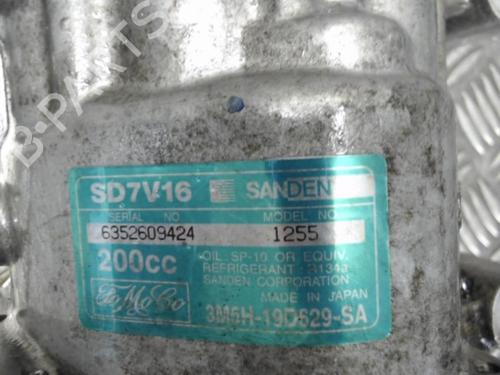 B-PARTS
SD7V16 SANDEN
SERIAL NO MODEL NO
6352609424 1255
200cc OIL SP-10 OR EQUIV.
REFRIGERANT R134a
SANDEN CORPORATION
FoMoCo MADE IN JAPAN
3M5H-19D629-SA